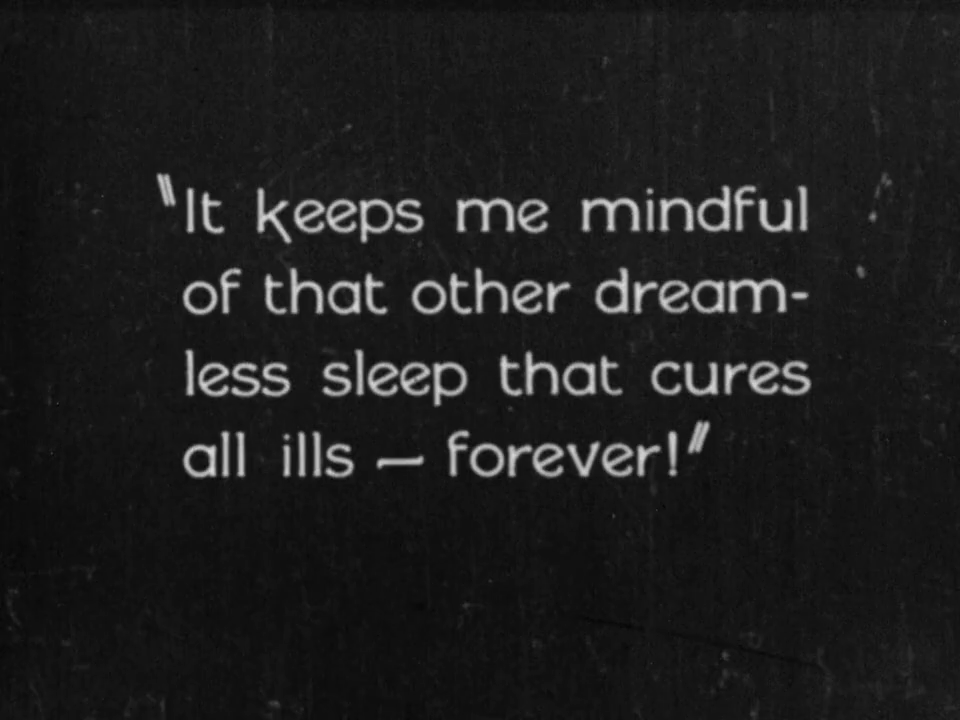 "It keeps me mindful
of that other dream-
less sleep that cures
all ills — forever!"